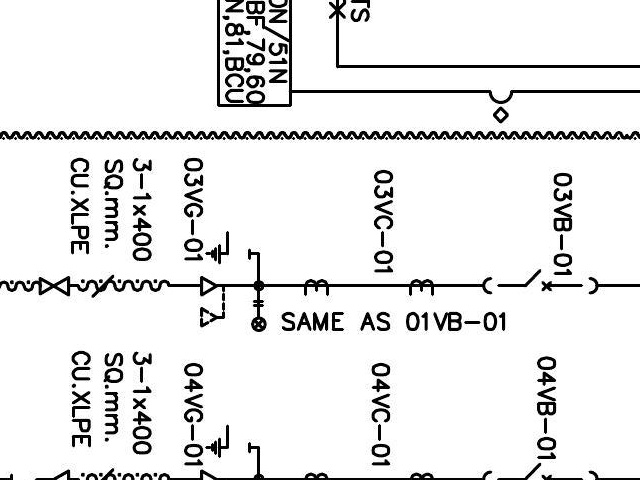 TS
ON/51N
BF,79,60
N,81,BCU
03VB-01
03VC-01
03VG-01
3-1x400
SQ.mm.
CU.XLPE
SAME AS 01VB-01
04VB-01
04VC-01
04VG-01
3-1x400
SQ.mm.
CU.XLPE